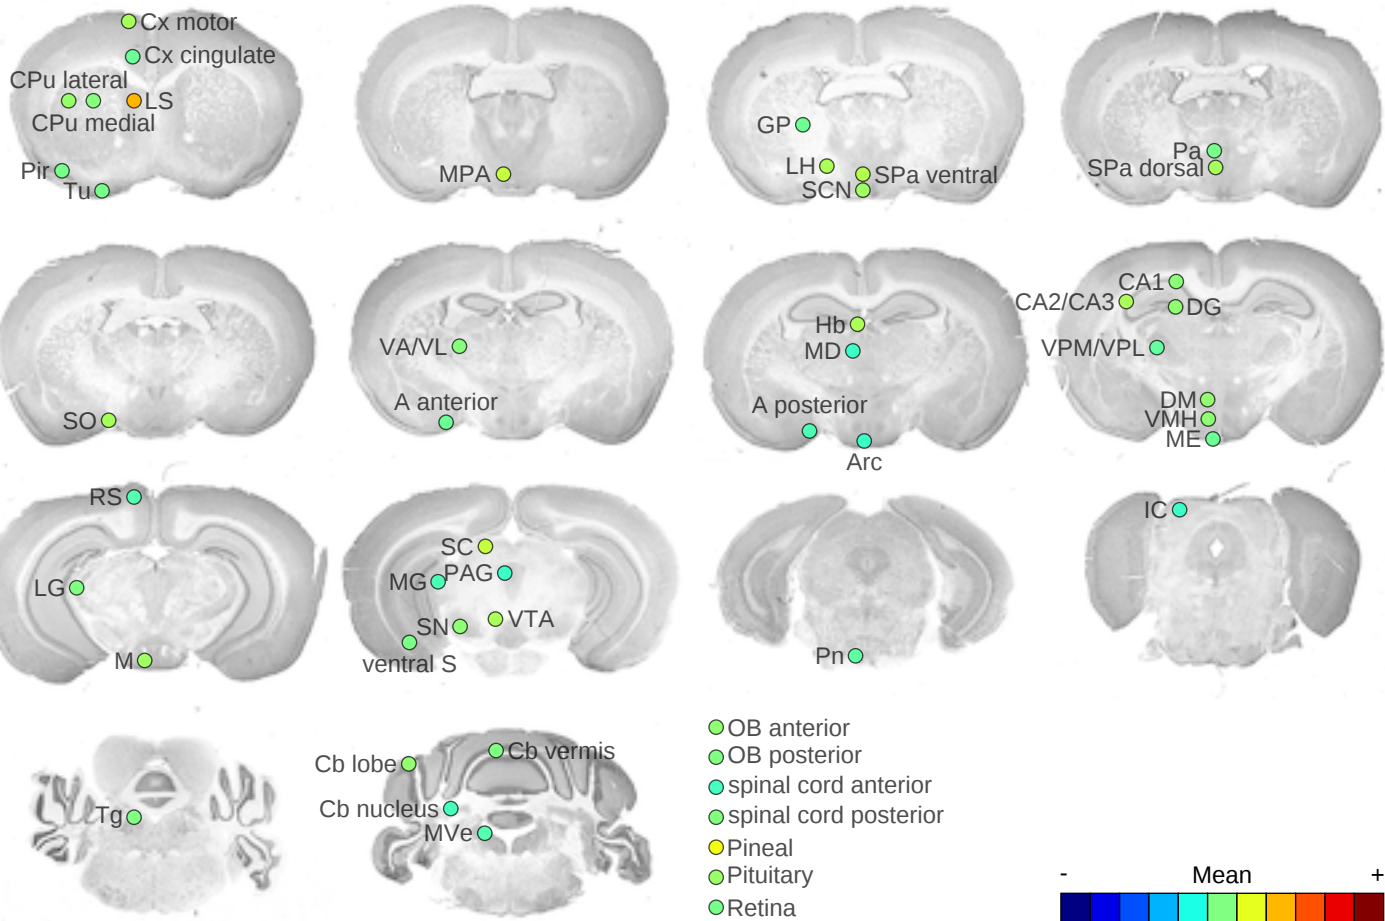 Cx motor
Cx cingulate
CPu lateral
LS
CPu medial
Pir
Tu
MPA
GP
LH
SPa ventral
SCN
Pa
SPa dorsal
SO
VA/VL
A anterior
Hb
MD
A posterior
Arc
CA1
CA2/CA3
DG
VPM/VPL
DM
VMH
ME
RS
LG
M
SC
PAG
MG
SN
VTA
ventral S
Pn
IC
Tg
Cb lobe
Cb vermis
Cb nucleus
MVe
OB anterior
OB posterior
spinal cord anterior
spinal cord posterior
Pineal
Pituitary
Retina
- Mean +